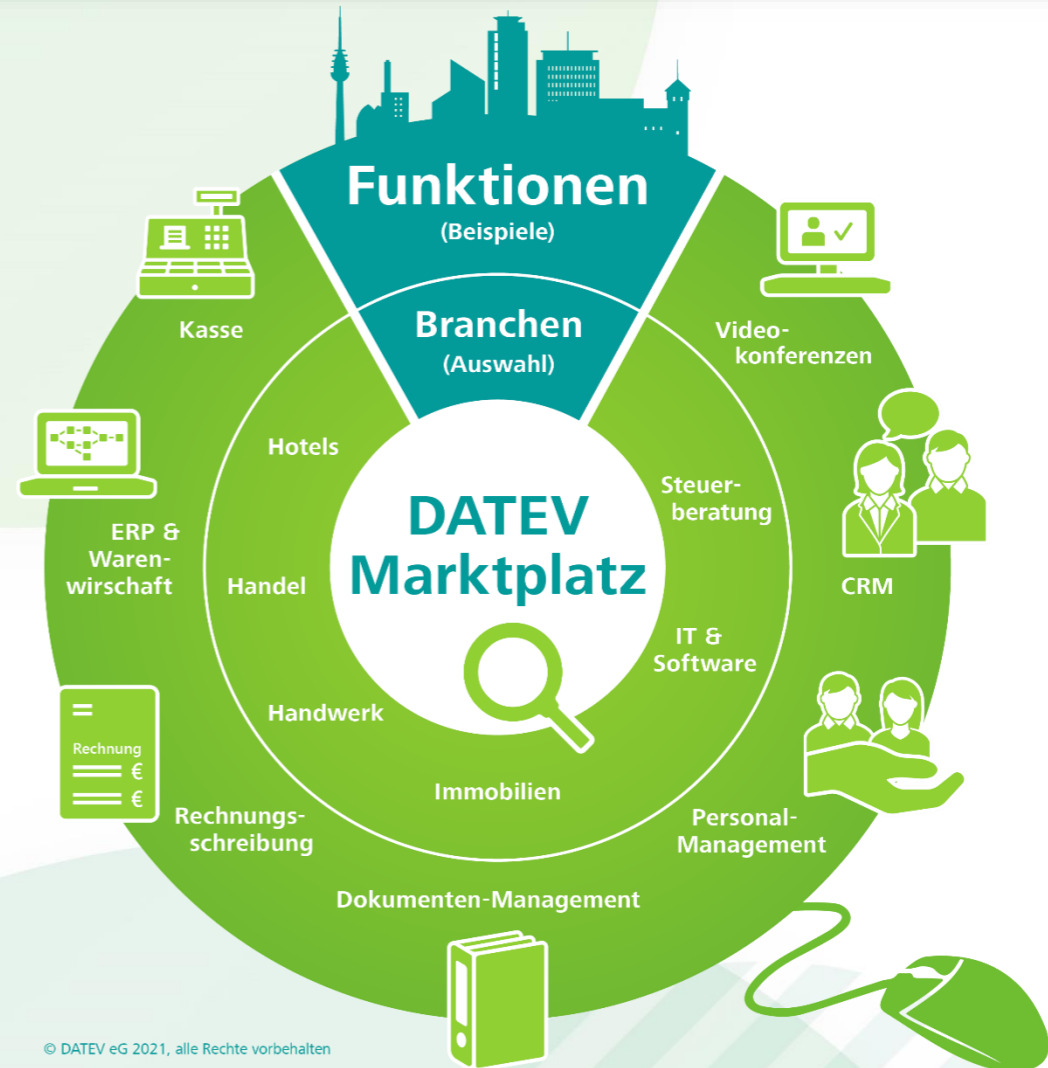 Funktionen
(Beispiele)
Branchen
(Auswahl)
DATEV
Marktplatz
Kasse
ERP &
Waren-
wirschaft
Rechnung
€
€
Rechnungs-
schreibung
Dokumenten-Management
Personal-
Management
CRM
Video-
konferenzen
Hotels
Handel
Handwerk
Immobilien
IT &
Software
Steuer-
beratung
© DATEV eG 2021, alle Rechte vorbehalten